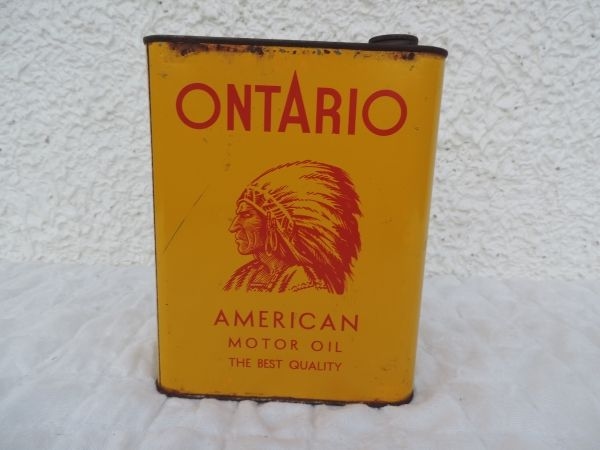 ONTARIO
AMERICAN
MOTOR OIL
THE BEST QUALITY